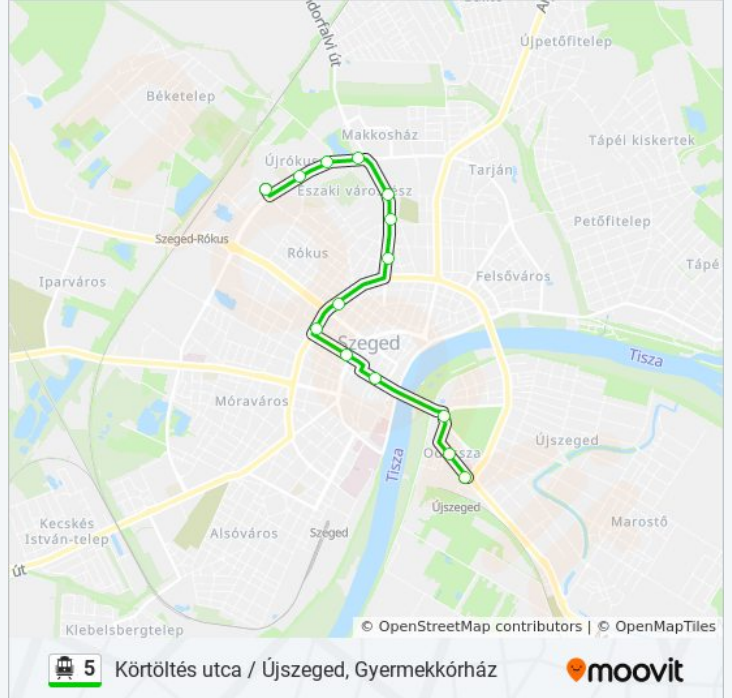 dorfalvi út
Újpetőfitelep
Béketelep
Makkosház
Tápéi kiskertek
Újrókus
Tarján
Északi városrész
Petőfitelep
Szeged-Rókus
Rókus
Tápé
Felsőváros
Iparváros
Szeged
Tisza
Móraváros
Újszeged
Odessza
Tisza
Újszeged
Kecskés
István-telep
Marostő
Alsóváros
Szeged
út
Klebelsbergtelep
© OpenStreetMap contributors | © OpenMapTiles
5 Körtöltés utca / Újszeged, Gyermekkórház
moovit